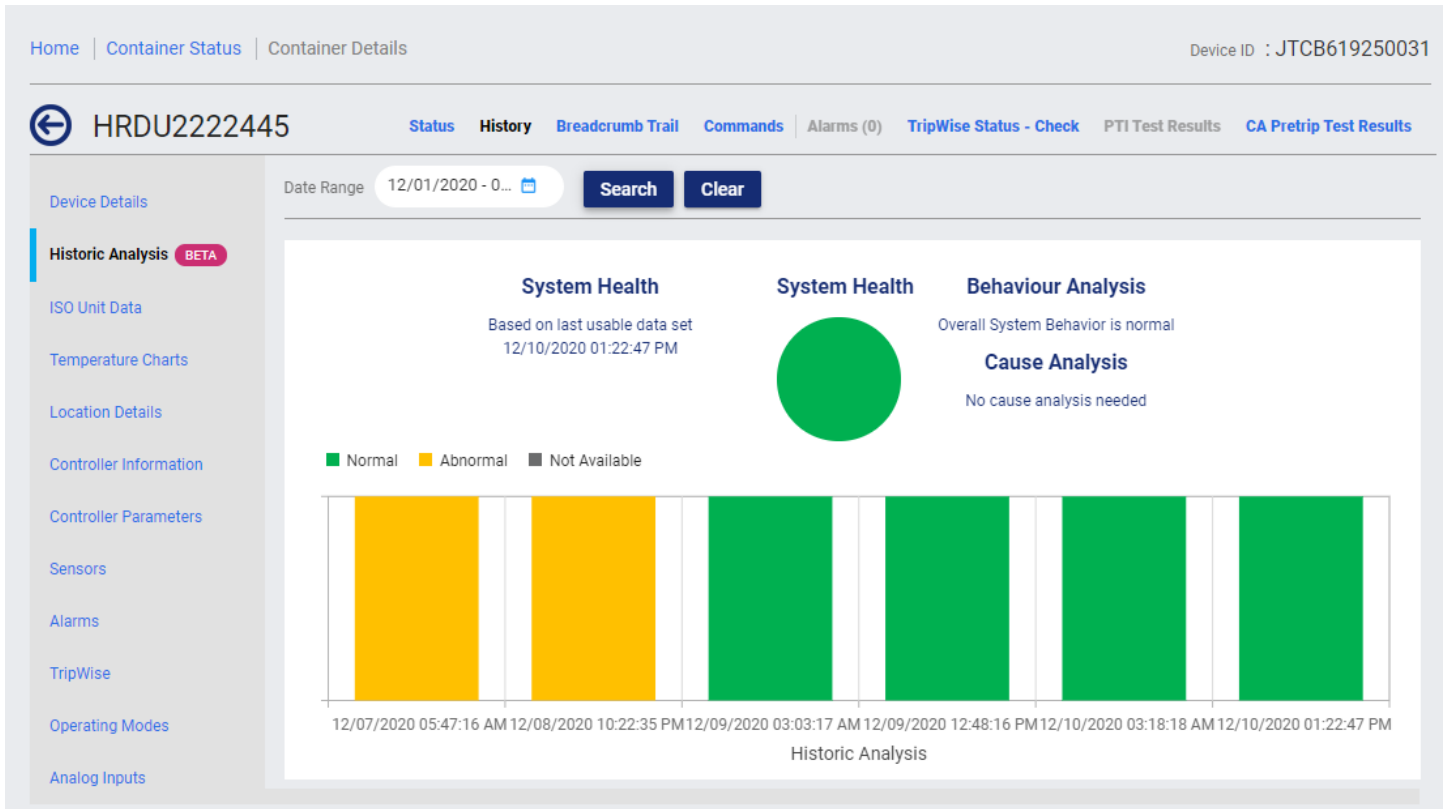 Home | Container Status | Container Details
Device ID : JTCB619250031
HRDU2222445
Status History Breadcrumb Trail Commands Alarms (0) TripWise Status - Check PTI Test Results CA Pretrip Test Results
Device Details
Historic Analysis BETA
ISO Unit Data
Temperature Charts
Location Details
Controller Information
Controller Parameters
Sensors
Alarms
TripWise
Operating Modes
Analog Inputs
Date Range 12/01/2020 - 0... Search Clear
System Health
Based on last usable data set
12/10/2020 01:22:47 PM
System Health
Behaviour Analysis
Overall System Behavior is normal
Cause Analysis
No cause analysis needed
Normal Abnormal Not Available
12/07/2020 05:47:16 AM 12/08/2020 10:22:35 PM 12/09/2020 03:03:17 AM 12/09/2020 12:48:16 PM 12/10/2020 03:18:18 AM 12/10/2020 01:22:47 PM
Historic Analysis